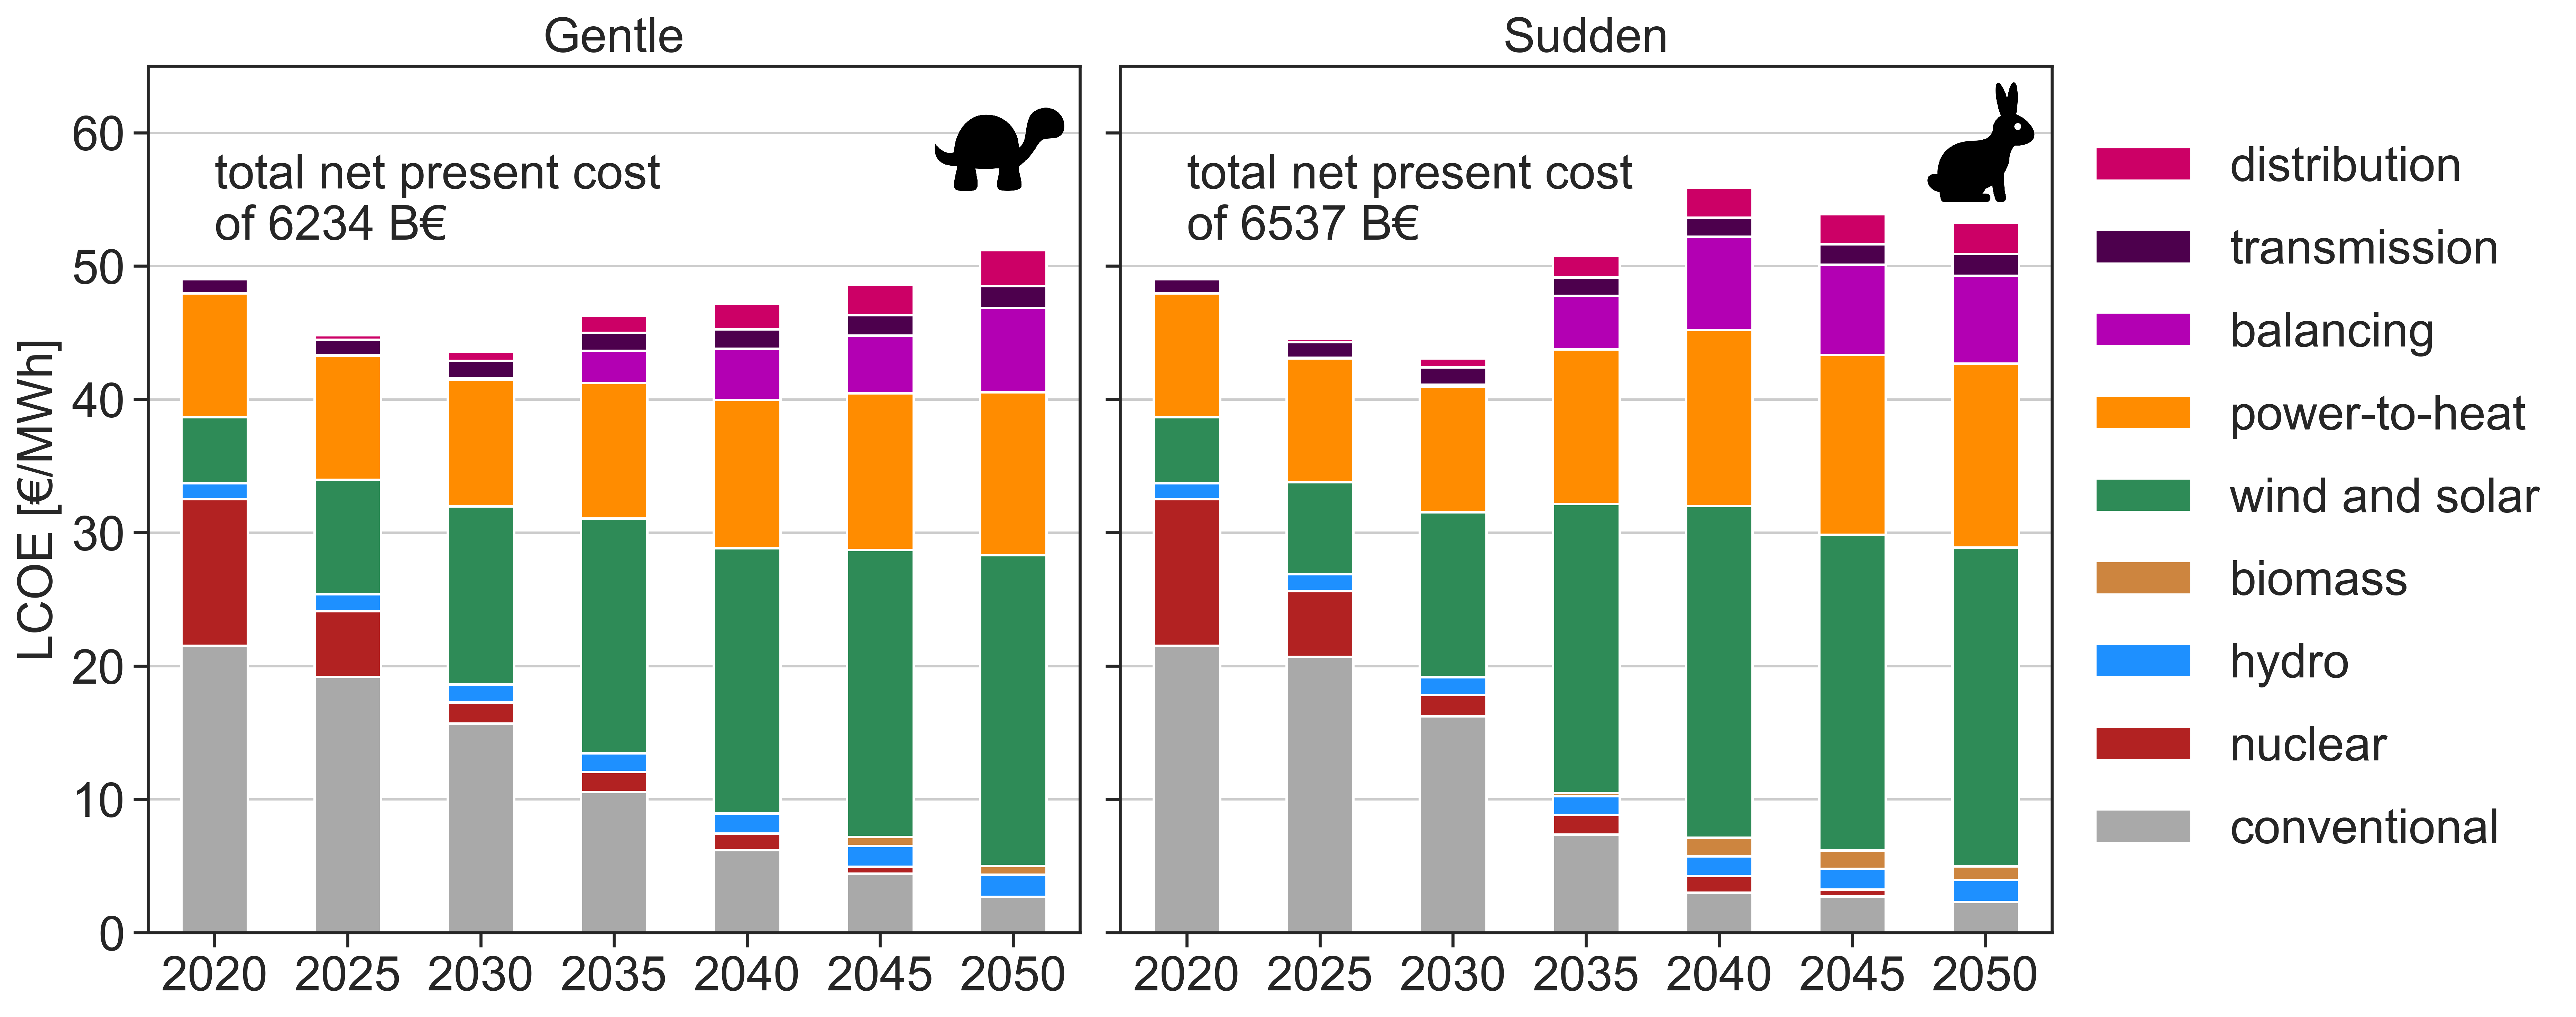 Gentle
Sudden
total net present cost
of 6234 B€
total net present cost
of 6537 B€
LCOE [€/MWh]
60
50
40
30
20
10
0
2020 2025 2030 2035 2040 2045 2050
2020 2025 2030 2035 2040 2045 2050
distribution
transmission
balancing
power-to-heat
wind and solar
biomass
hydro
nuclear
conventional